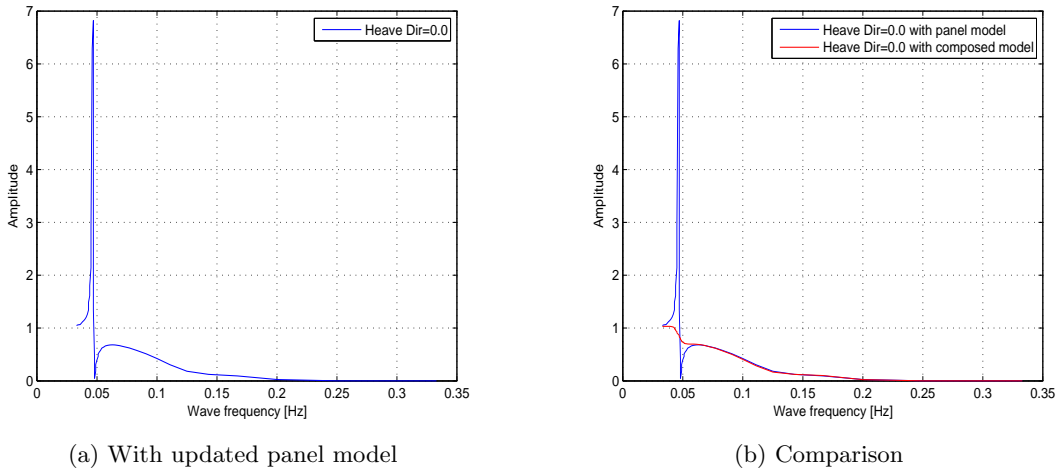 7
6
5
4
3
2
1
0
Amplitude
0 0.05 0.1 0.15 0.2 0.25 0.3 0.35
Wave frequency [Hz]
Heave Dir=0.0
(a) With updated panel model
7
6
5
4
3
2
1
0
Amplitude
0 0.05 0.1 0.15 0.2 0.25 0.3 0.35
Wave frequency [Hz]
Heave Dir=0.0 with panel model
Heave Dir=0.0 with composed model
(b) Comparison